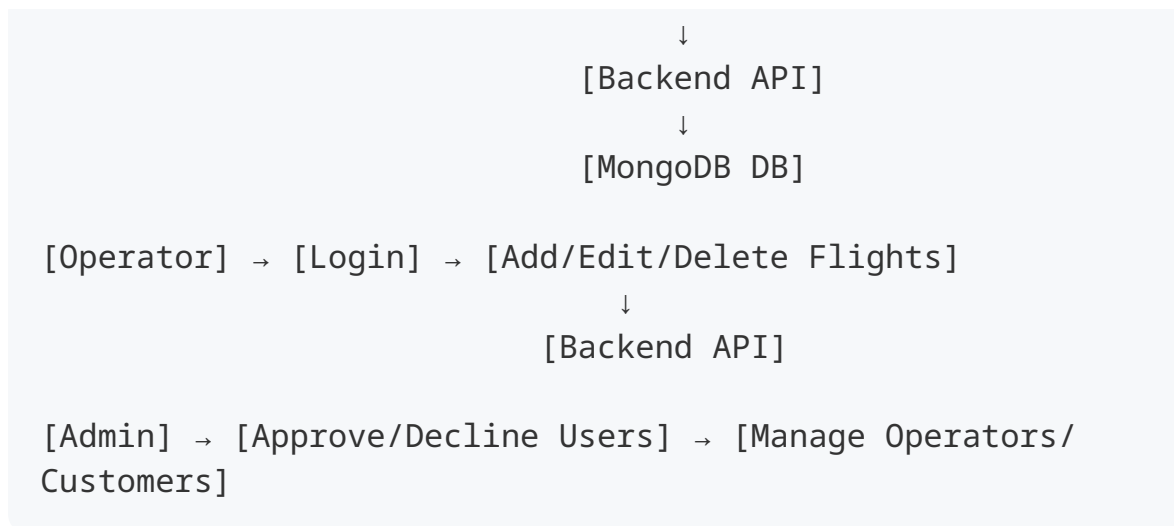 ↓
[Backend API]
↓
[MongoDB DB]
[Operator] → [Login] → [Add/Edit/Delete Flights]
↓
[Backend API]
[Admin] → [Approve/Decline Users] → [Manage Operators/
Customers]